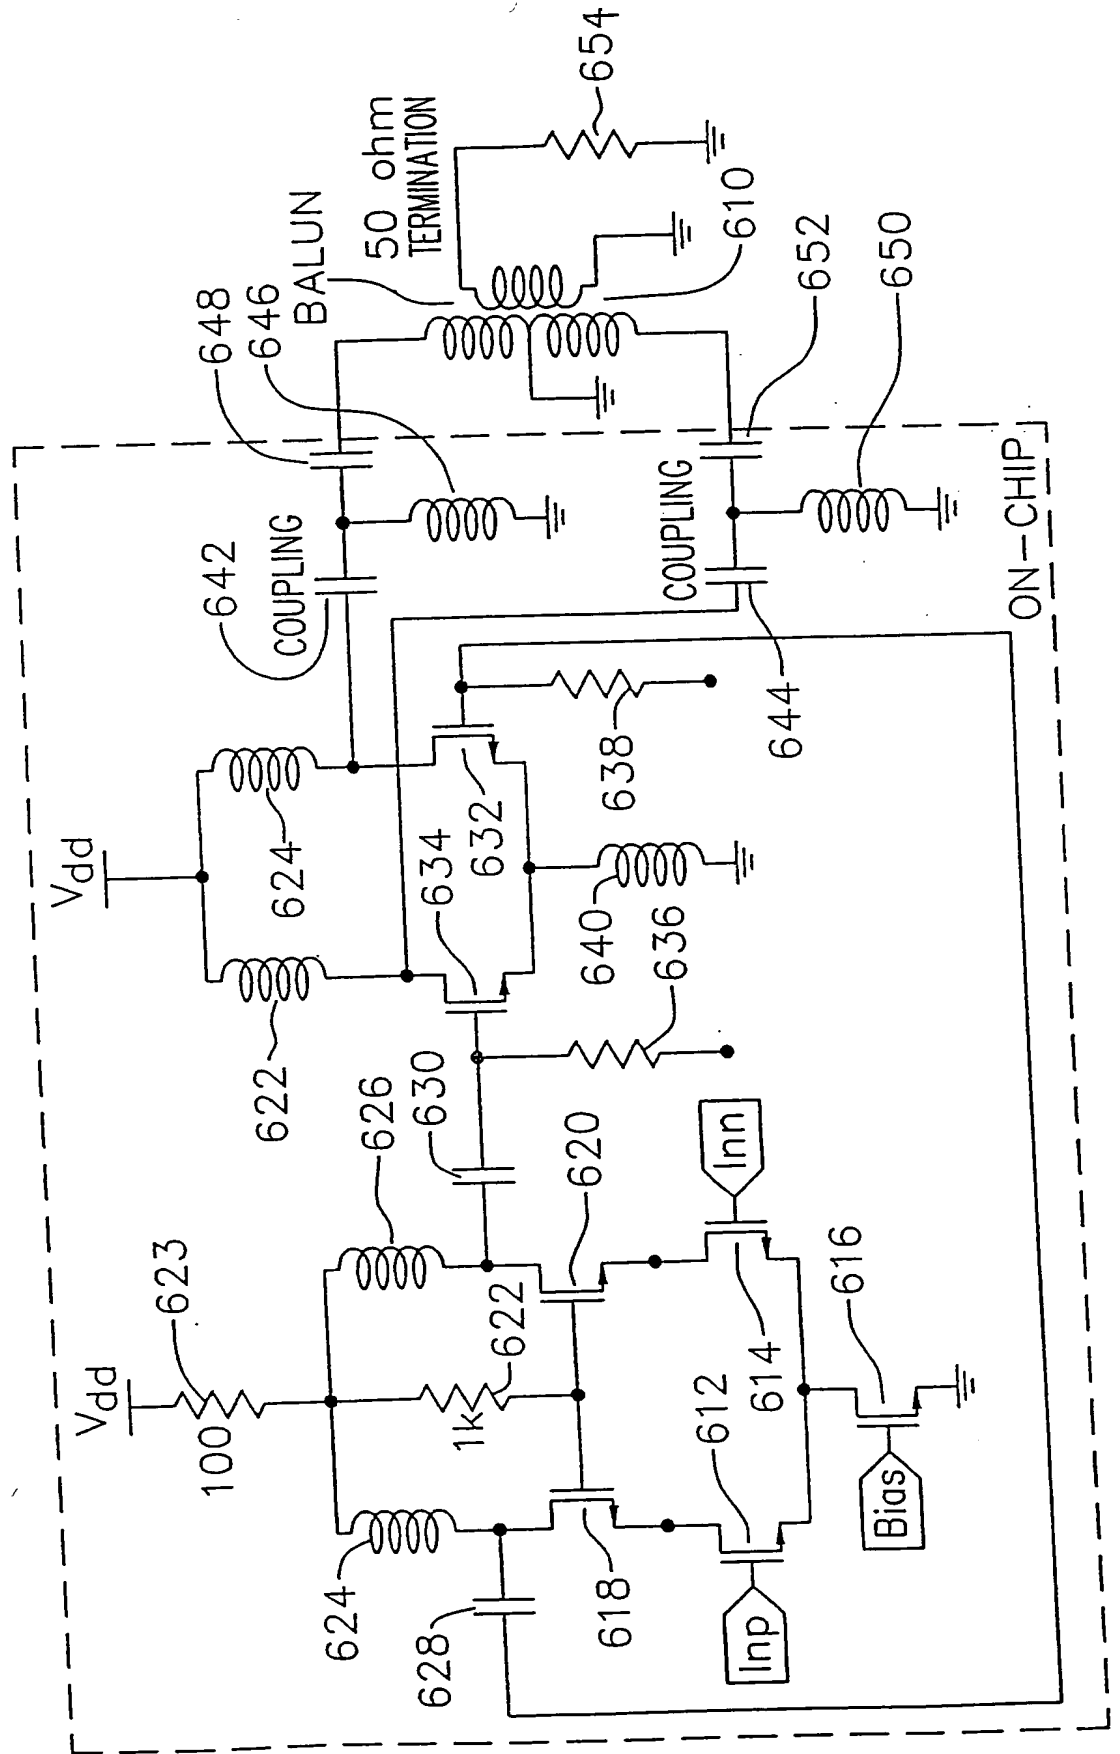 Vdd
623
100
624
626
1k
622
628
630
618
620
612
614
Inp
Inn
616
Bias
Vdd
622
624
634
632
640
636
638
642
COUPLING
648
646
BALUN
50 ohm
TERMINATION
654
610
652
650
COUPLING
644
ON-CHIP